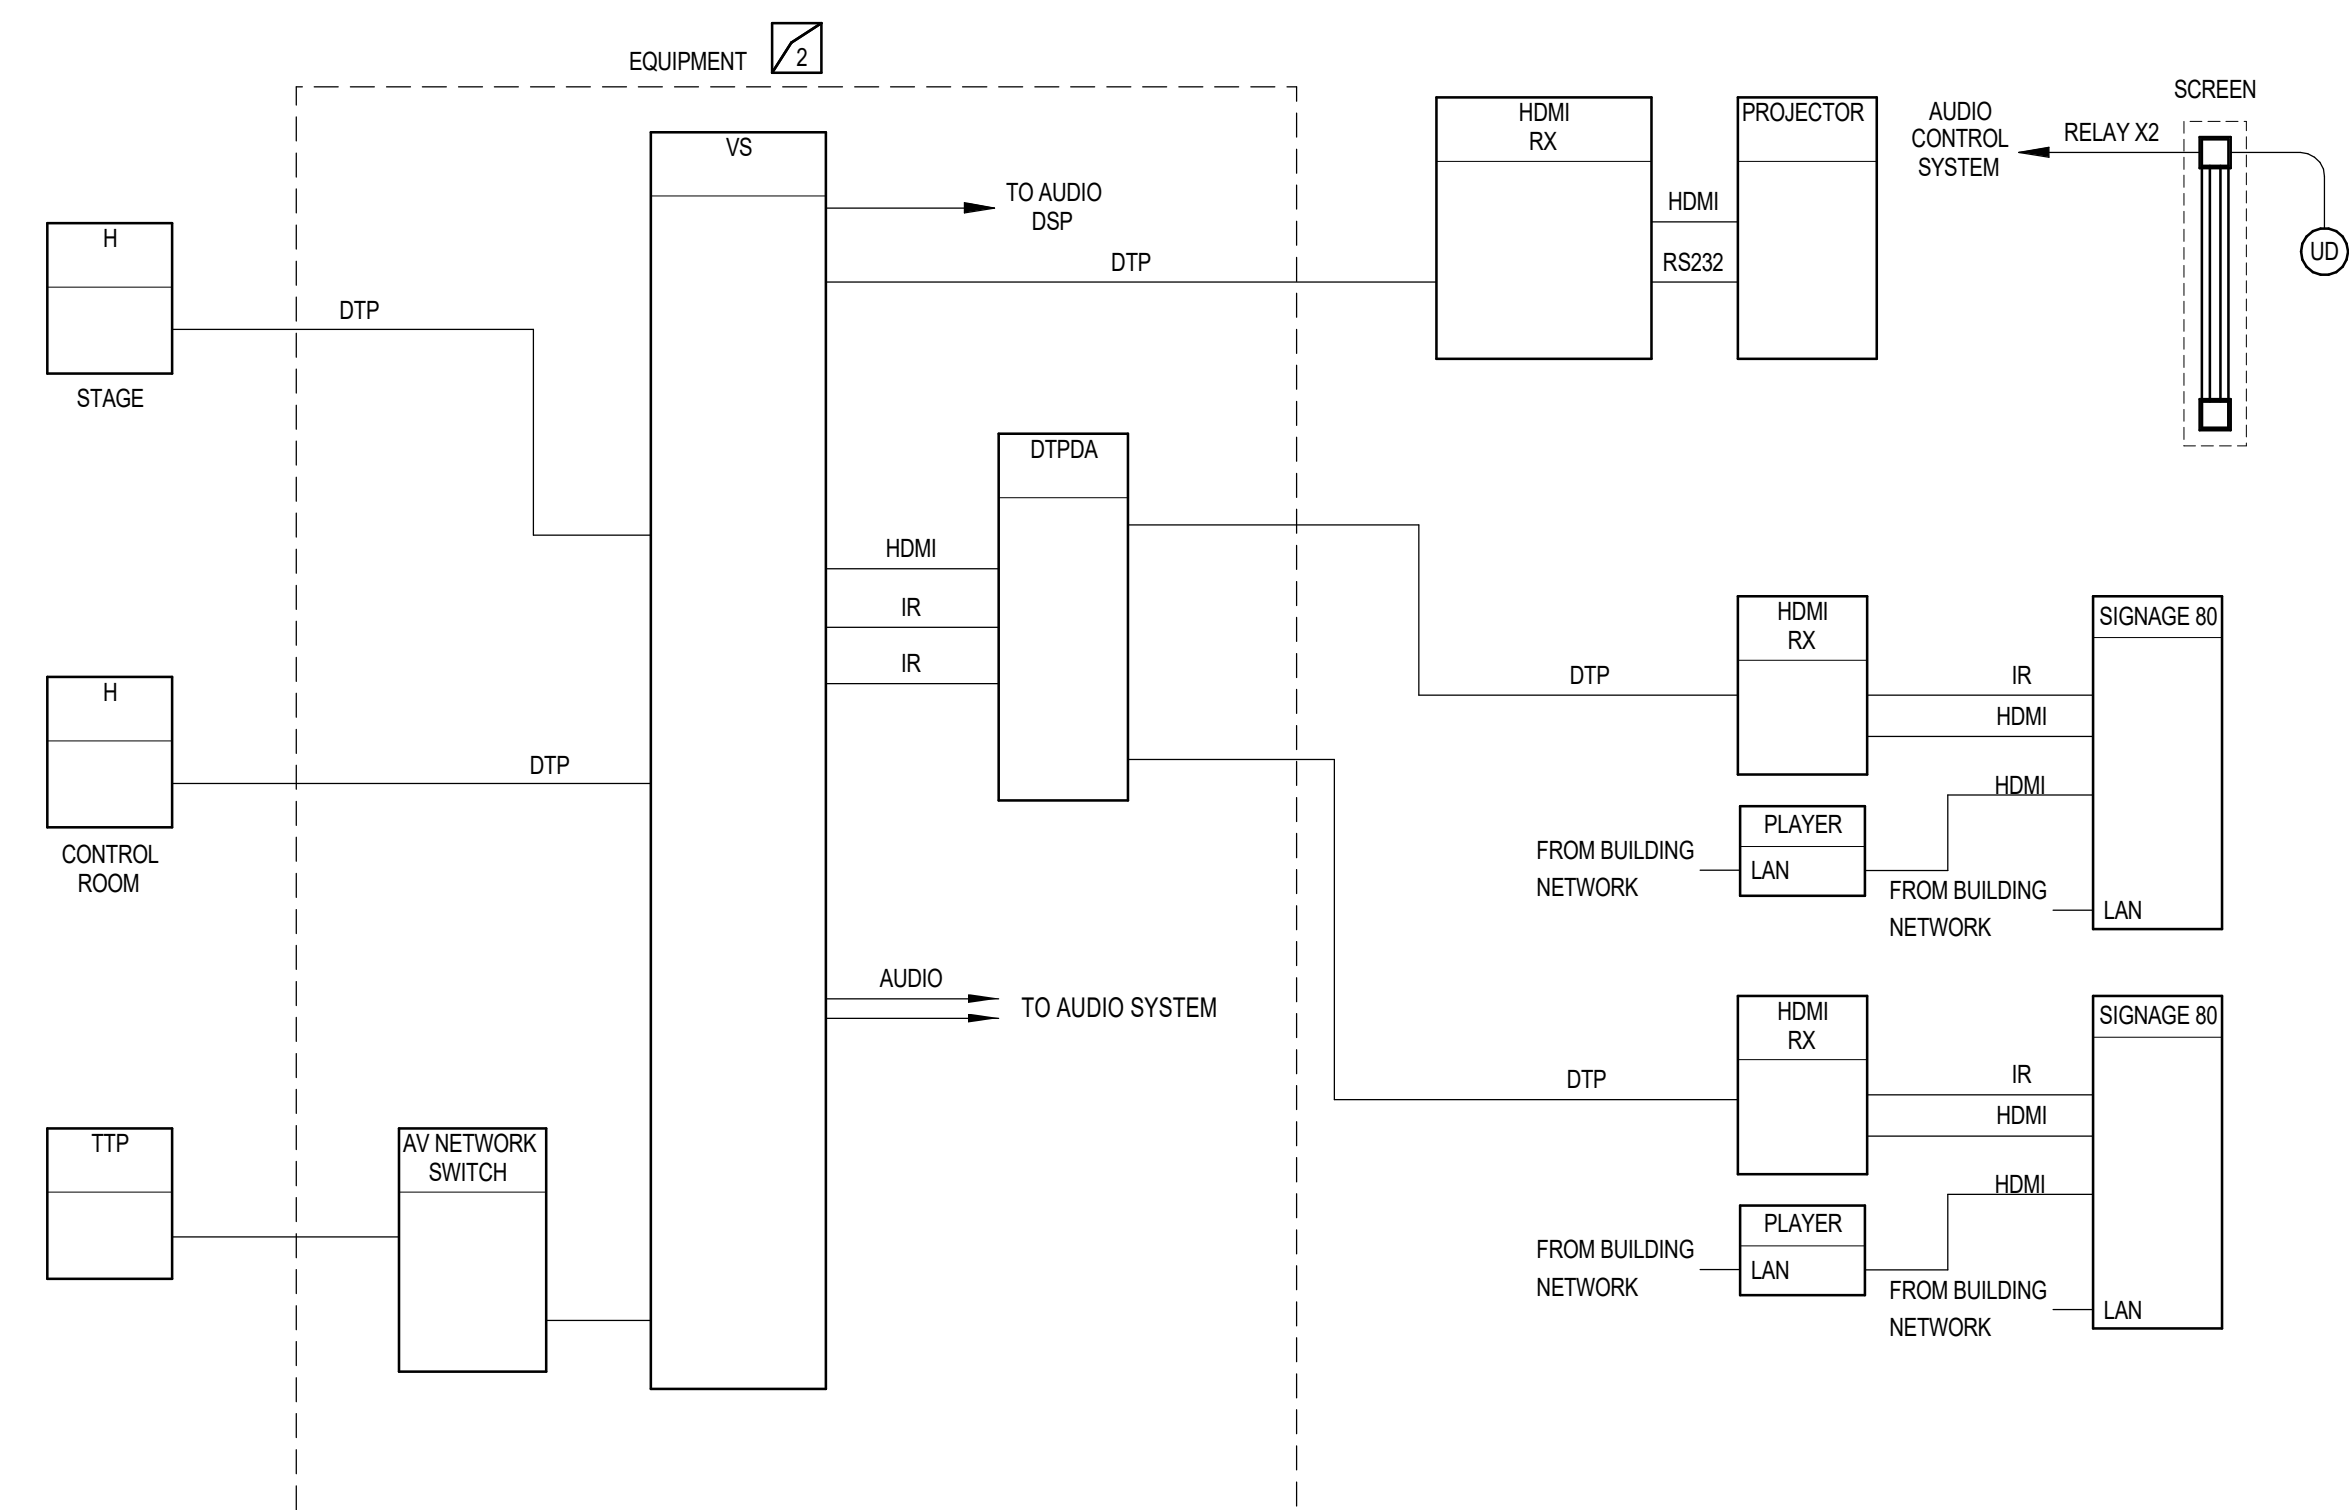 EQUIPMENT
2
VS
TO AUDIO
DSP
DTP
HDMI
RX
HDMI
RS232
PROJECTOR
AUDIO
CONTROL
SYSTEM
RELAY X2
SCREEN
UD
H
STAGE
DTP
DTPDA
HDMI
IR
IR
H
CONTROL
ROOM
DTP
DTP
HDMI
RX
IR
HDMI
HDMI
SIGNAGE 80
LAN
PLAYER
LAN
FROM BUILDING
NETWORK
FROM BUILDING
NETWORK
AUDIO
TO AUDIO SYSTEM
TTP
AV NETWORK
SWITCH
DTP
HDMI
RX
IR
HDMI
HDMI
SIGNAGE 80
LAN
PLAYER
LAN
FROM BUILDING
NETWORK
FROM BUILDING
NETWORK